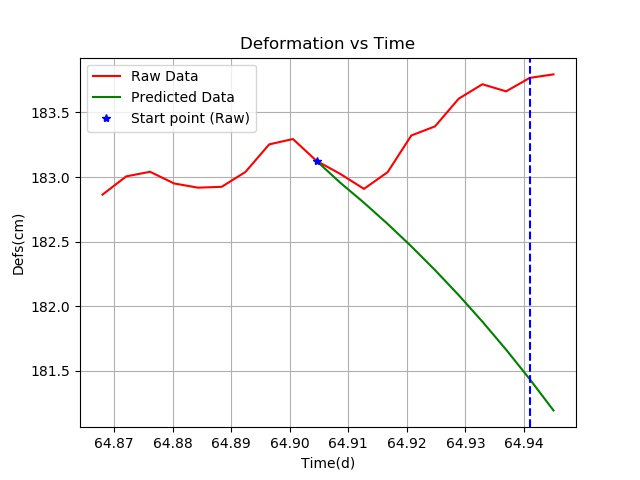 Deformation vs Time
Raw Data
Predicted Data
Start point (Raw)
183.5
183.0
182.5
182.0
181.5
Defs(cm)
64.87 64.88 64.89 64.90 64.91 64.92 64.93 64.94
Time(d)